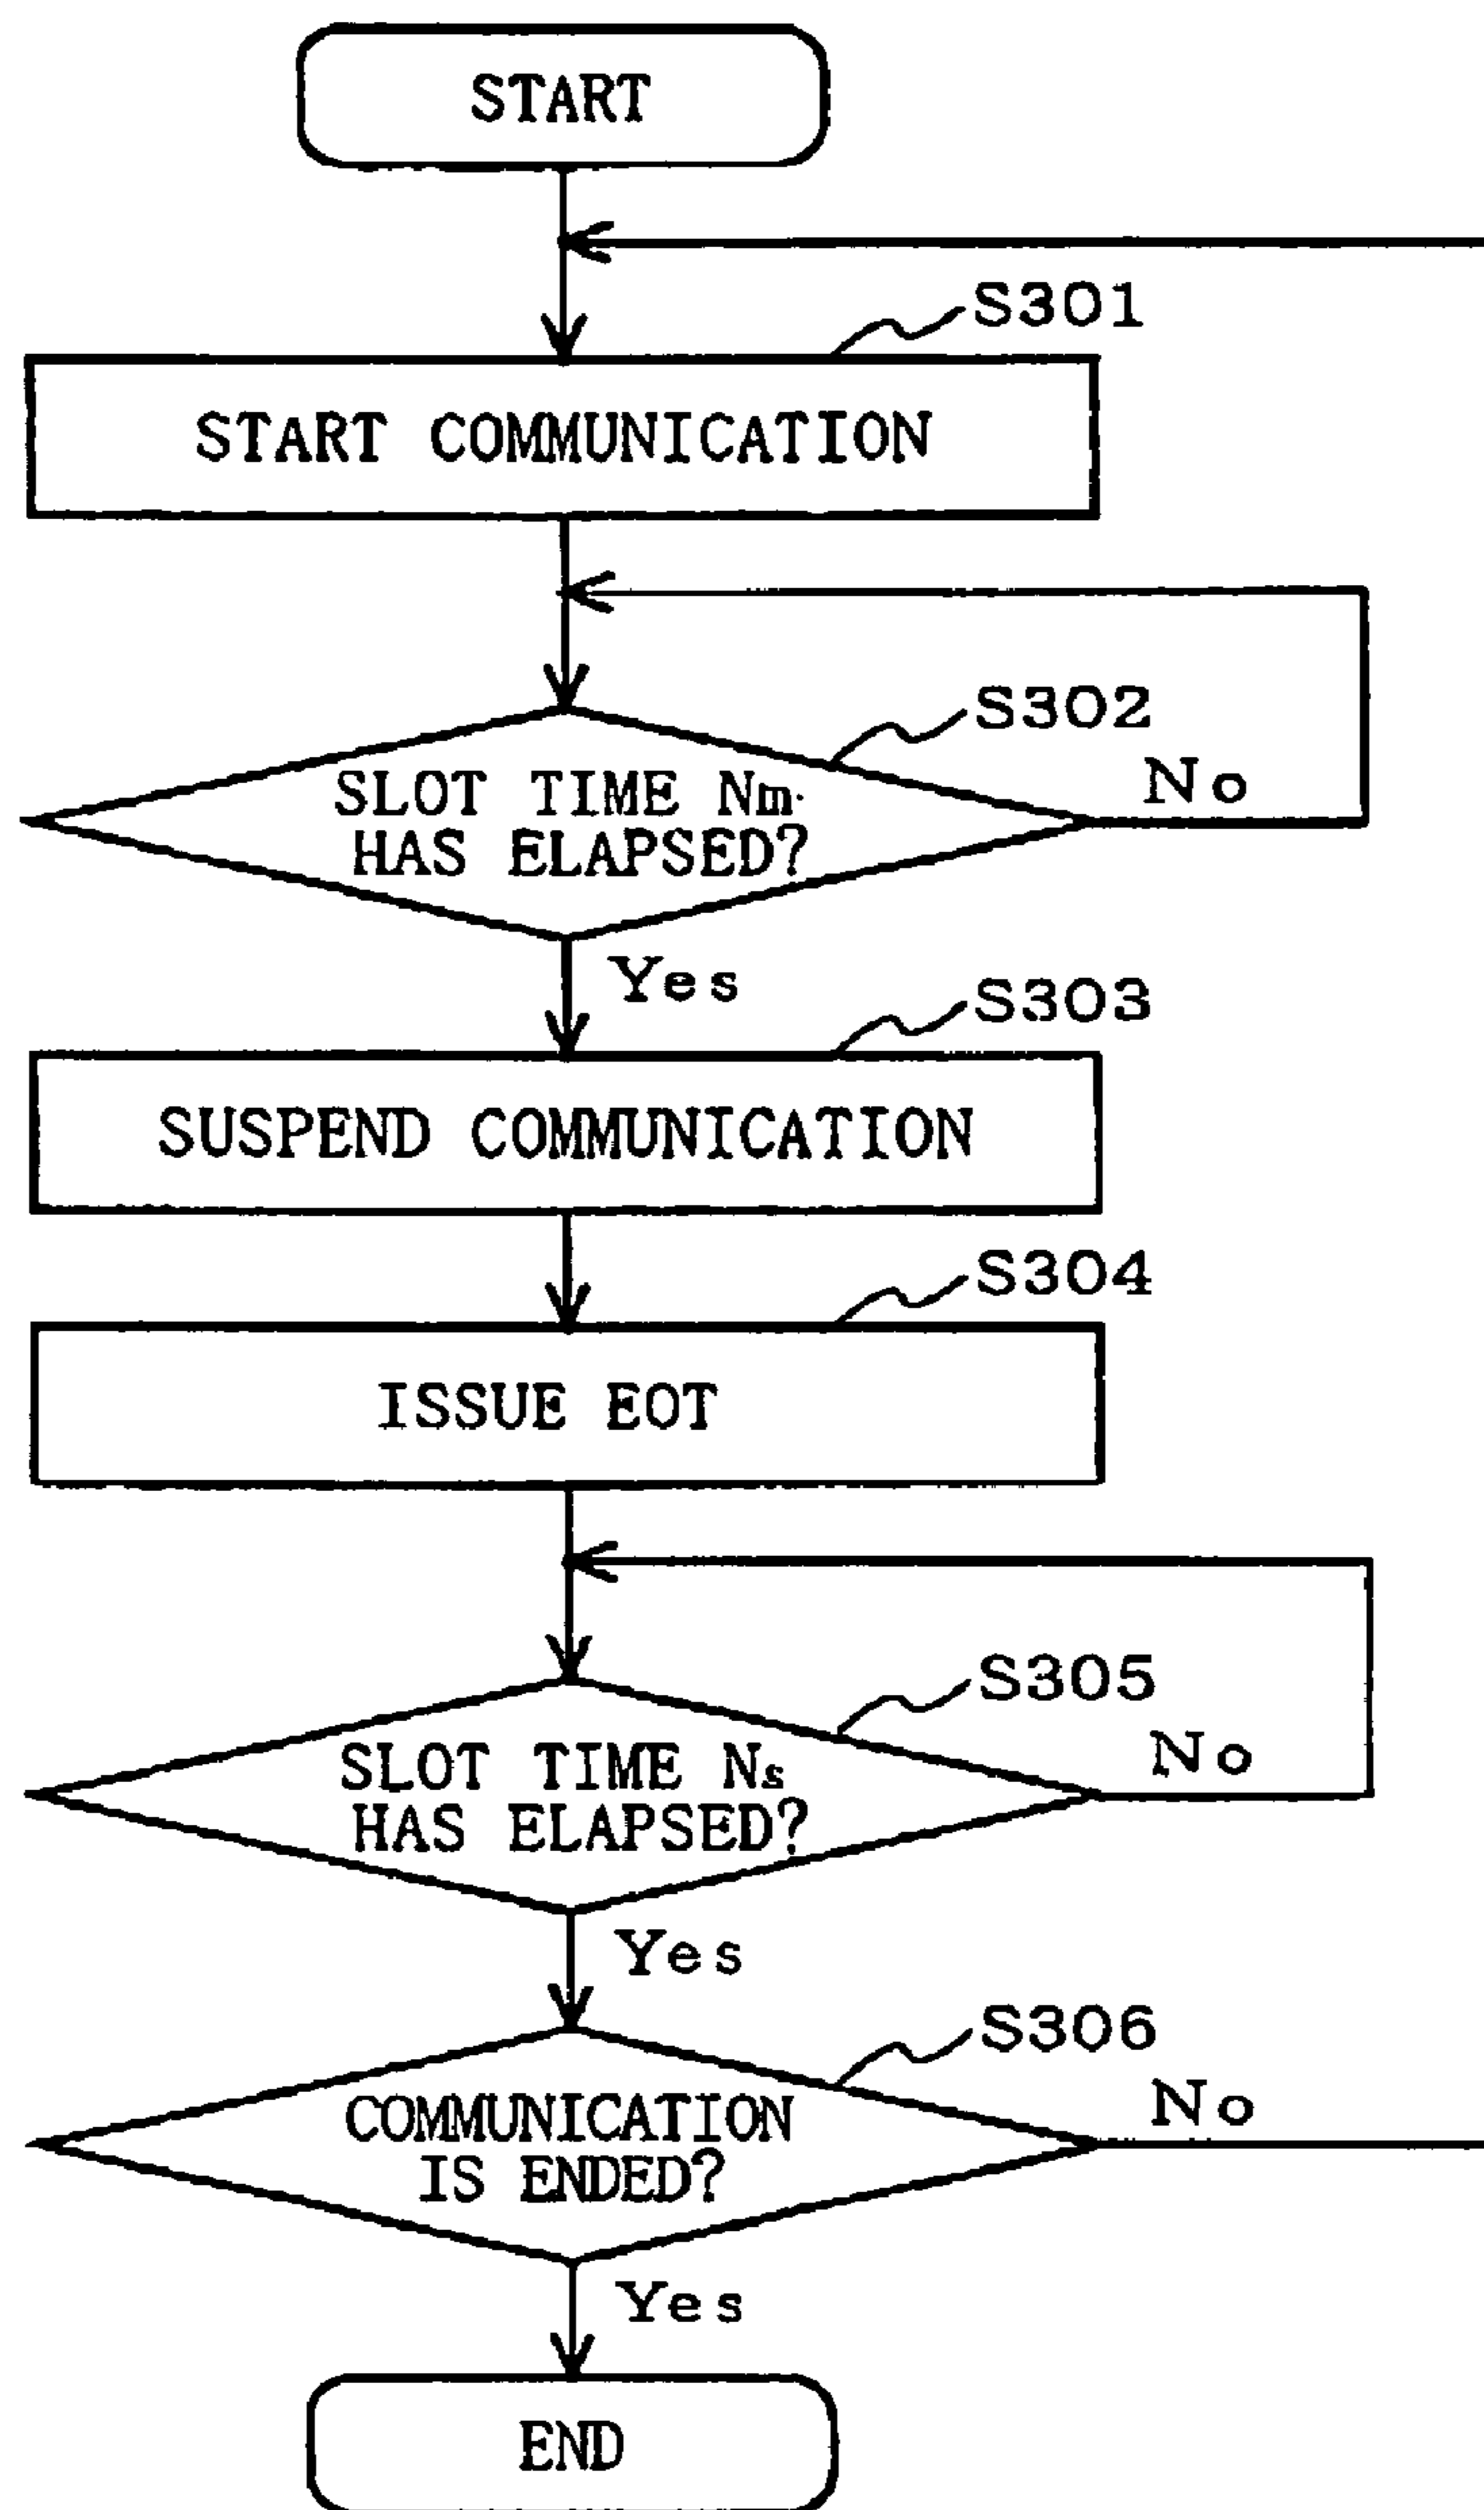 START
S301
START COMMUNICATION
S302
SLOT TIME Nm
No
HAS ELAPSED?
Yes
S303
SUSPEND COMMUNICATION
S304
ISSUE EOT
S305
SLOT TIME Ns
No
HAS ELAPSED?
Yes
S306
COMMUNICATION
No
IS ENDED?
Yes
END